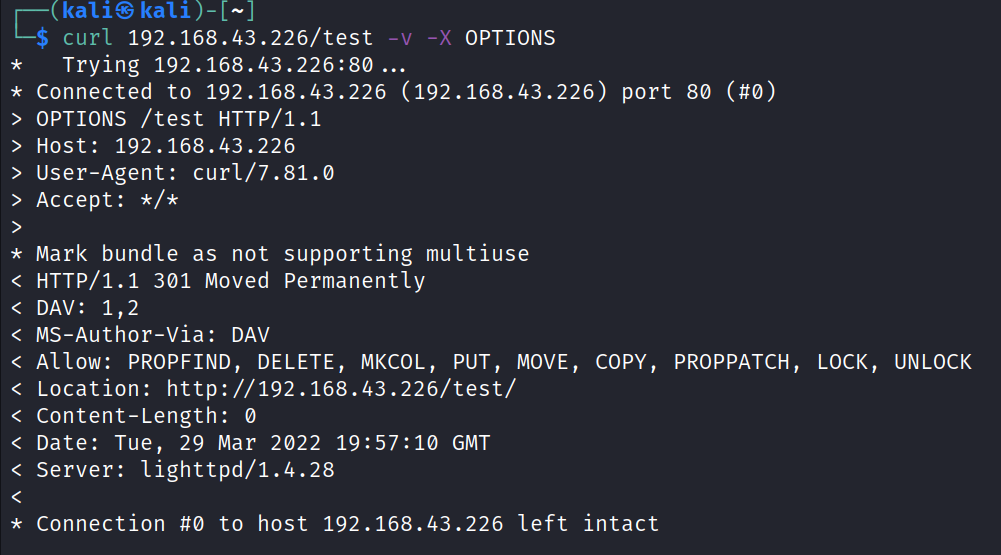 ┌──(kali㉿kali)-[~]
└─$ curl 192.168.43.226/test -v -X OPTIONS
*   Trying 192.168.43.226:80...
* Connected to 192.168.43.226 (192.168.43.226) port 80 (#0)
> OPTIONS /test HTTP/1.1
> Host: 192.168.43.226
> User-Agent: curl/7.81.0
> Accept: */*
>
* Mark bundle as not supporting multiuse
< HTTP/1.1 301 Moved Permanently
< DAV: 1,2
< MS-Author-Via: DAV
< Allow: PROPFIND, DELETE, MKCOL, PUT, MOVE, COPY, PROPPATCH, LOCK, UNLOCK
< Location: http://192.168.43.226/test/
< Content-Length: 0
< Date: Tue, 29 Mar 2022 19:57:10 GMT
< Server: lighttpd/1.4.28
<
* Connection #0 to host 192.168.43.226 left intact